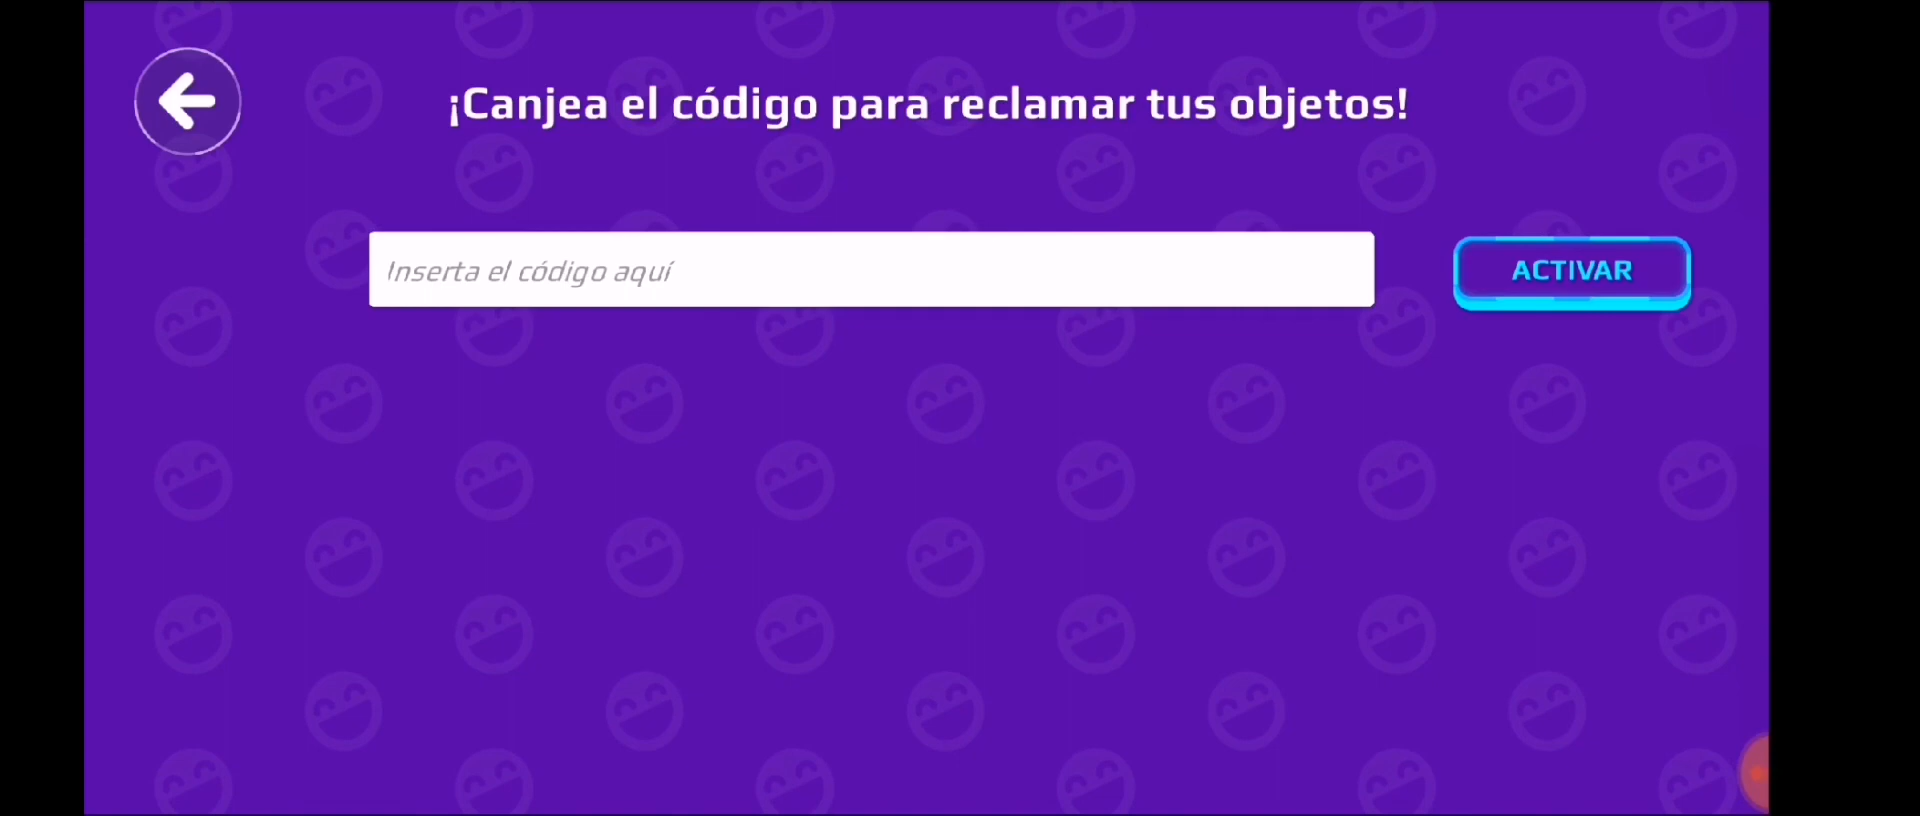 ¡Canjea el código para reclamar tus objetos!
Inserta el código aquí
ACTIVAR